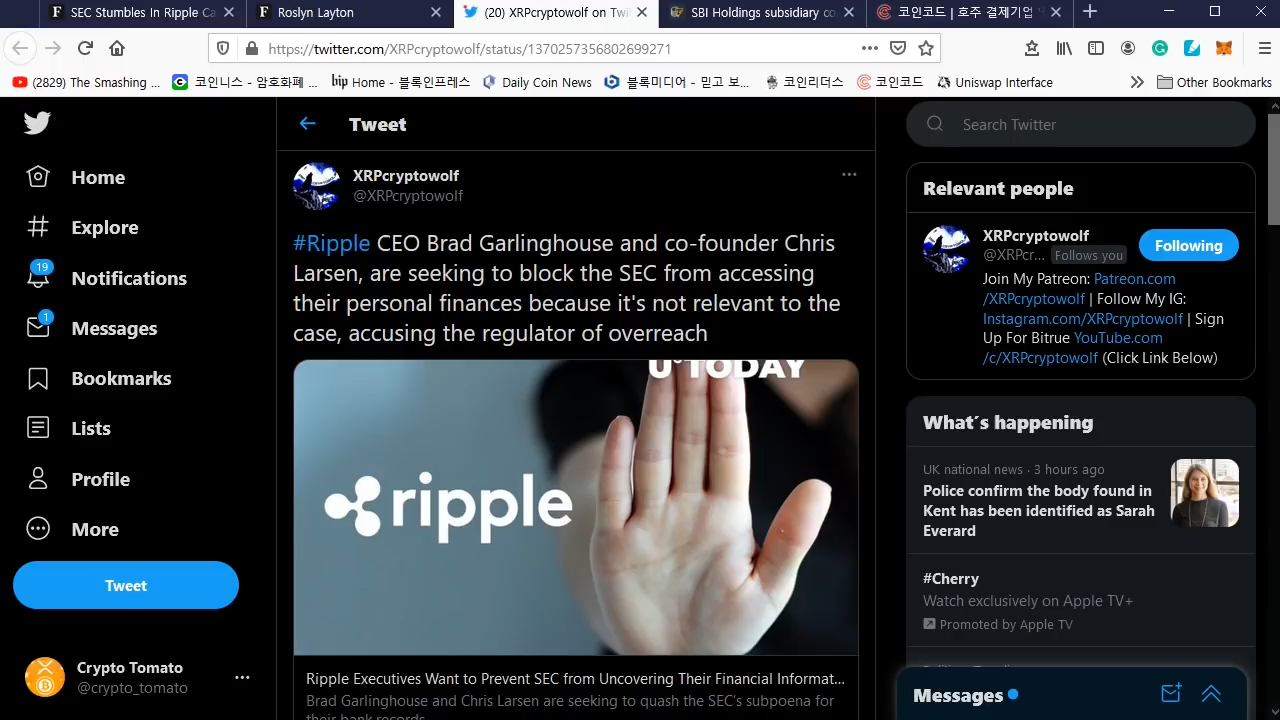 SEC Stumbles In Ripple Ca
Roslyn Layton
(20) XRPcryptowolf on Twi
SBI Holdings subsidiary co
코인코드 | 호주 결제기업
https://twitter.com/XRPcryptowolf/status/1370257356802699271
(2829) The Smashing ...
코인니스 - 암호화폐 ...
bip Home - 블록인프레스
Daily Coin News
블록미디어 - 믿고 보...
코인리더스
코인코드
Uniswap Interface
Other Bookmarks
Home
Explore
19
Notifications
1
Messages
Bookmarks
Lists
Profile
More
Tweet
Crypto Tomato
@crypto_tomato
Tweet
XRPcryptowolf
@XRPcryptowolf
#Ripple CEO Brad Garlinghouse and co-founder Chris
Larsen, are seeking to block the SEC from accessing
their personal finances because it's not relevant to the
case, accusing the regulator of overreach
U°TODAY
ripple
Ripple Executives Want to Prevent SEC from Uncovering Their Financial Informat...
Brad Garlinghouse and Chris Larsen are seeking to quash the SEC's subpoena for
their bank records
Search Twitter
Relevant people
XRPcryptowolf
@XRPcr... Follows you
Following
Join My Patreon: Patreon.com
/XRPcryptowolf | Follow My IG:
Instagram.com/XRPcryptowolf | Sign
Up For Bitrue YouTube.com
/c/XRPcryptowolf (Click Link Below)
What's happening
UK national news · 3 hours ago
Police confirm the body found in
Kent has been identified as Sarah
Everard
#Cherry
Watch exclusively on Apple TV+
Promoted by Apple TV
Messages